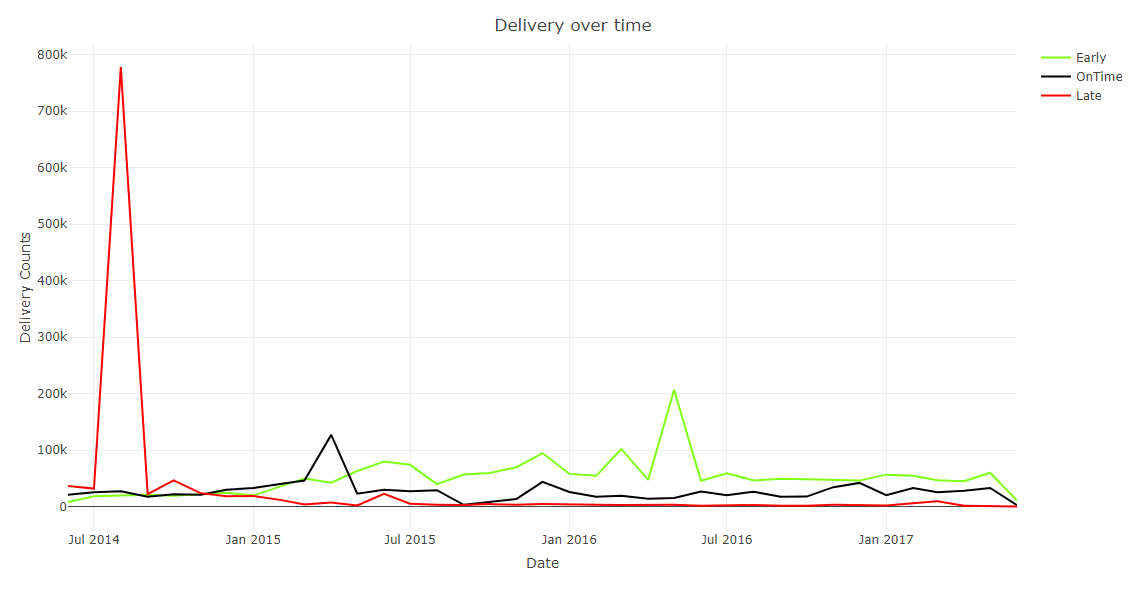 Delivery over time
800k
700k
600k
500k
400k
300k
200k
100k
0
Delivery Counts
Jul 2014
Jan 2015
Jul 2015
Jan 2016
Jul 2016
Jan 2017
Date
Early
OnTime
Late